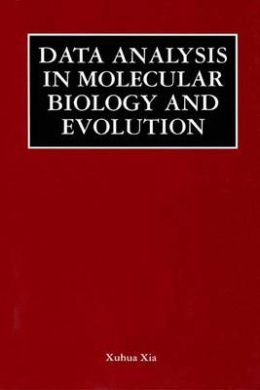 DATA ANALYSIS
IN MOLECULAR
BIOLOGY AND
EVOLUTION
Xuhua Xia